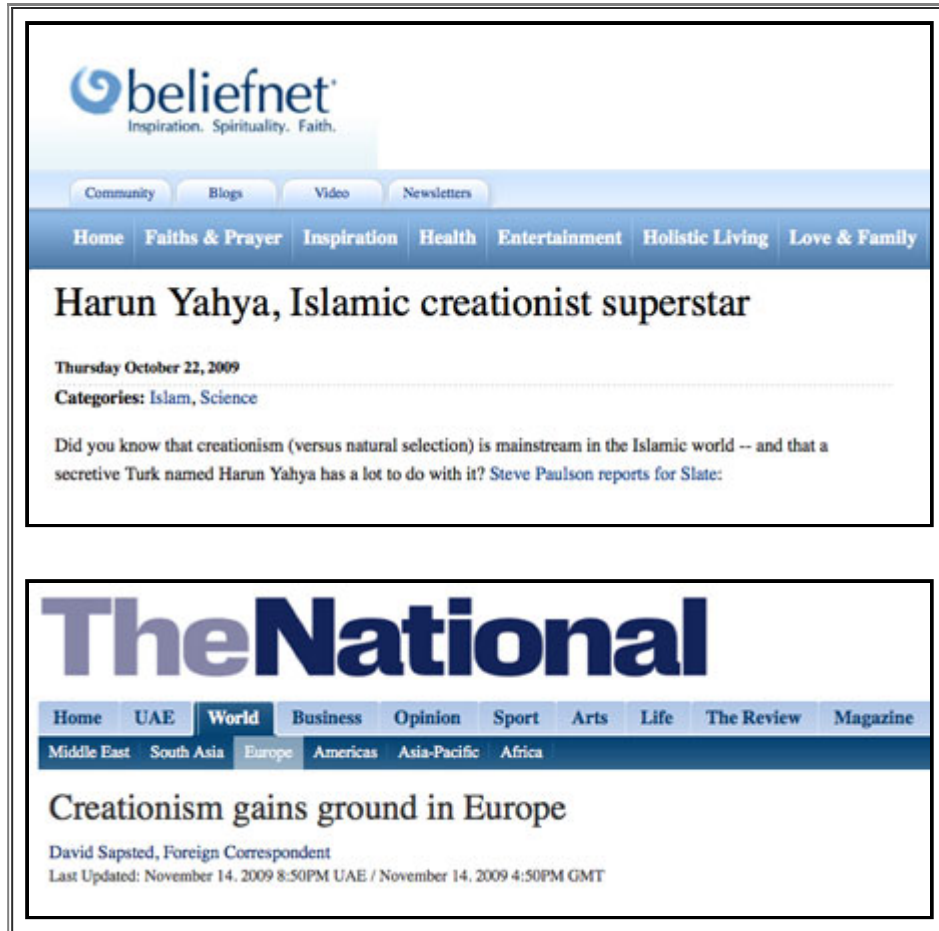 beliefnet
Inspiration. Spirituality. Faith.
Community Blogs Video Newsletters
Home Faiths & Prayer Inspiration Health Entertainment Holistic Living Love & Family
Harun Yahya, Islamic creationist superstar
Thursday October 22, 2009
Categories: Islam, Science
Did you know that creationism (versus natural selection) is mainstream in the Islamic world -- and that a
secretive Turk named Harun Yahya has a lot to do with it? Steve Paulson reports for Slate:
TheNational
Home UAE World Business Opinion Sport Arts Life The Review Magazine
Middle East South Asia Europe Americas Asia-Pacific Africa
Creationism gains ground in Europe
David Sapsted, Foreign Correspondent
Last Updated: November 14. 2009 8:50PM UAE / November 14. 2009 4:50PM GMT